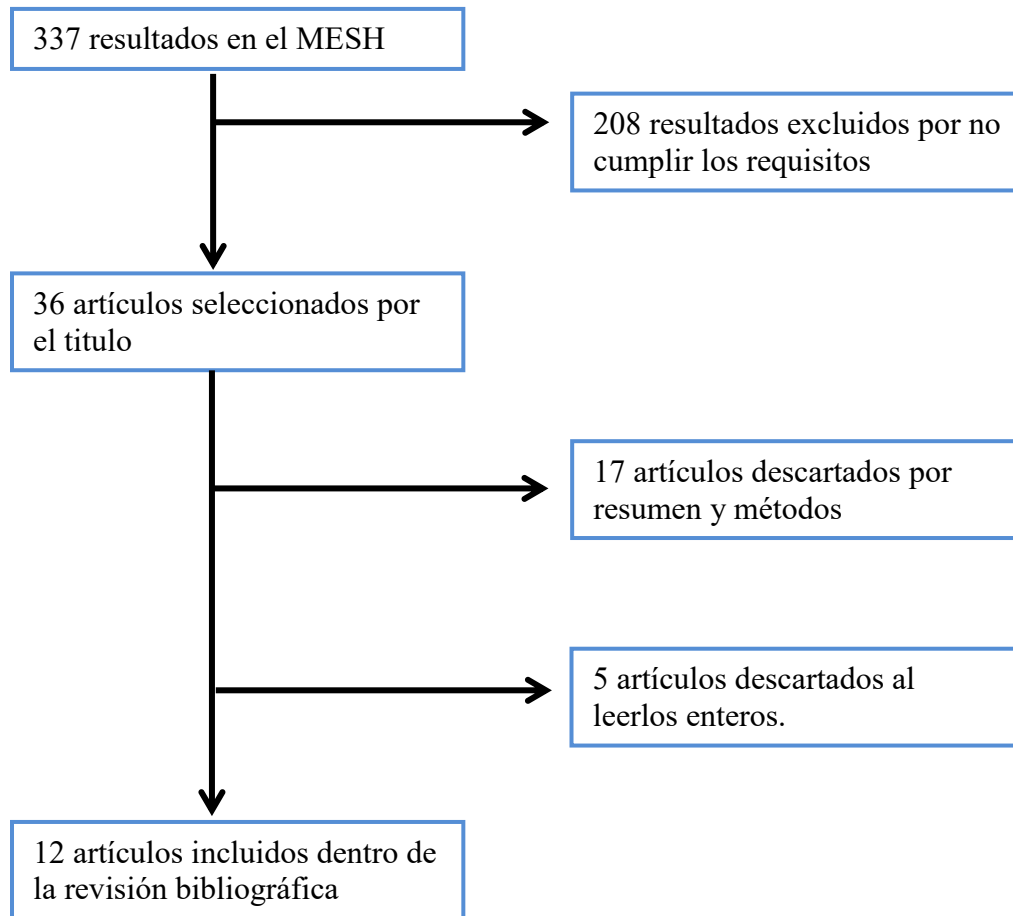 337 resultados en el MESH
208 resultados excluidos por no
cumplir los requisitos
36 artículos seleccionados por
el titulo
17 artículos descartados por
resumen y métodos
5 artículos descartados al
leerlos enteros.
12 artículos incluidos dentro de
la revisión bibliográfica